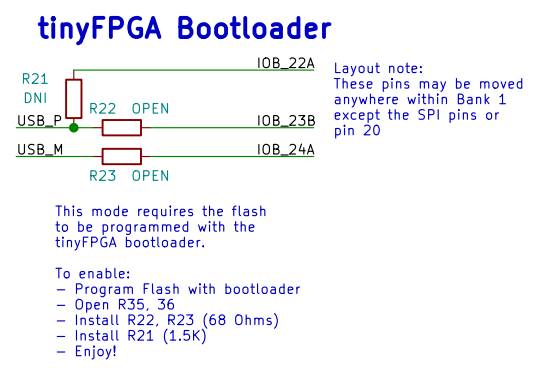 tinyFPGA Bootloader
IOB_22A
R21
DNI
R22 OPEN
USB_P
IOB_23B
USB_M
IOB_24A
R23 OPEN
Layout note:
These pins may be moved
anywhere within Bank 1
except the SPI pins or
pin 20
This mode requires the flash
to be programmed with the
tinyFPGA bootloader.
To enable:
– Program Flash with bootloader
– Open R35, 36
– Install R22, R23 (68 Ohms)
– Install R21 (1.5K)
– Enjoy!